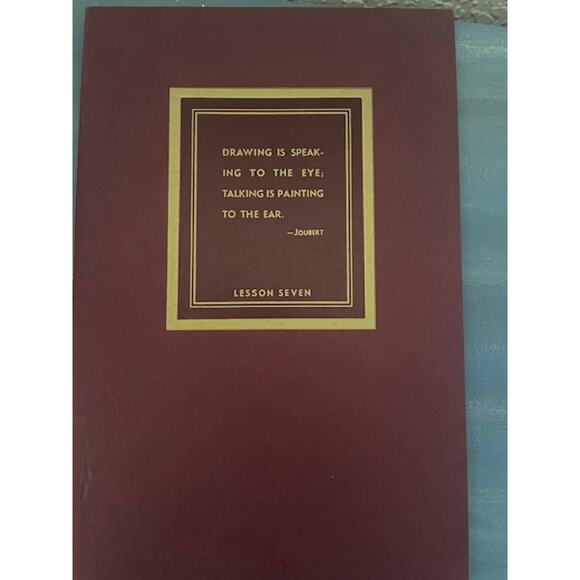 DRAWING IS SPEAK-
ING TO THE EYE;
TALKING IS PAINTING
TO THE EAR.
—JOUBERT
LESSON SEVEN